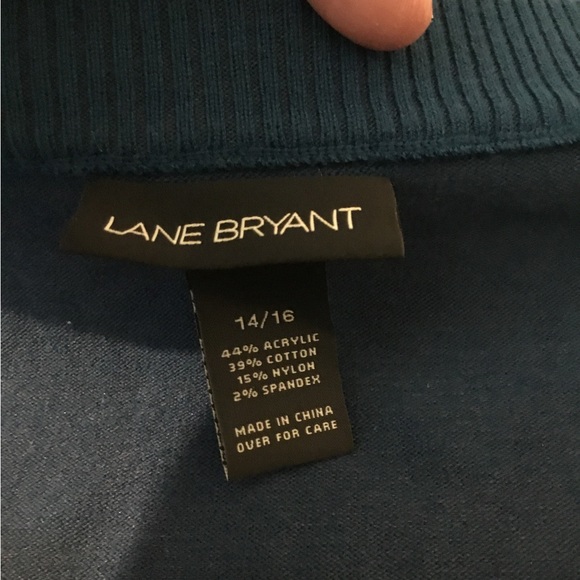 LANE BRYANT
14/16
44% ACRYLIC
39% COTTON
15% NYLON
2% SPANDEX
MADE IN CHINA
OVER FOR CARE